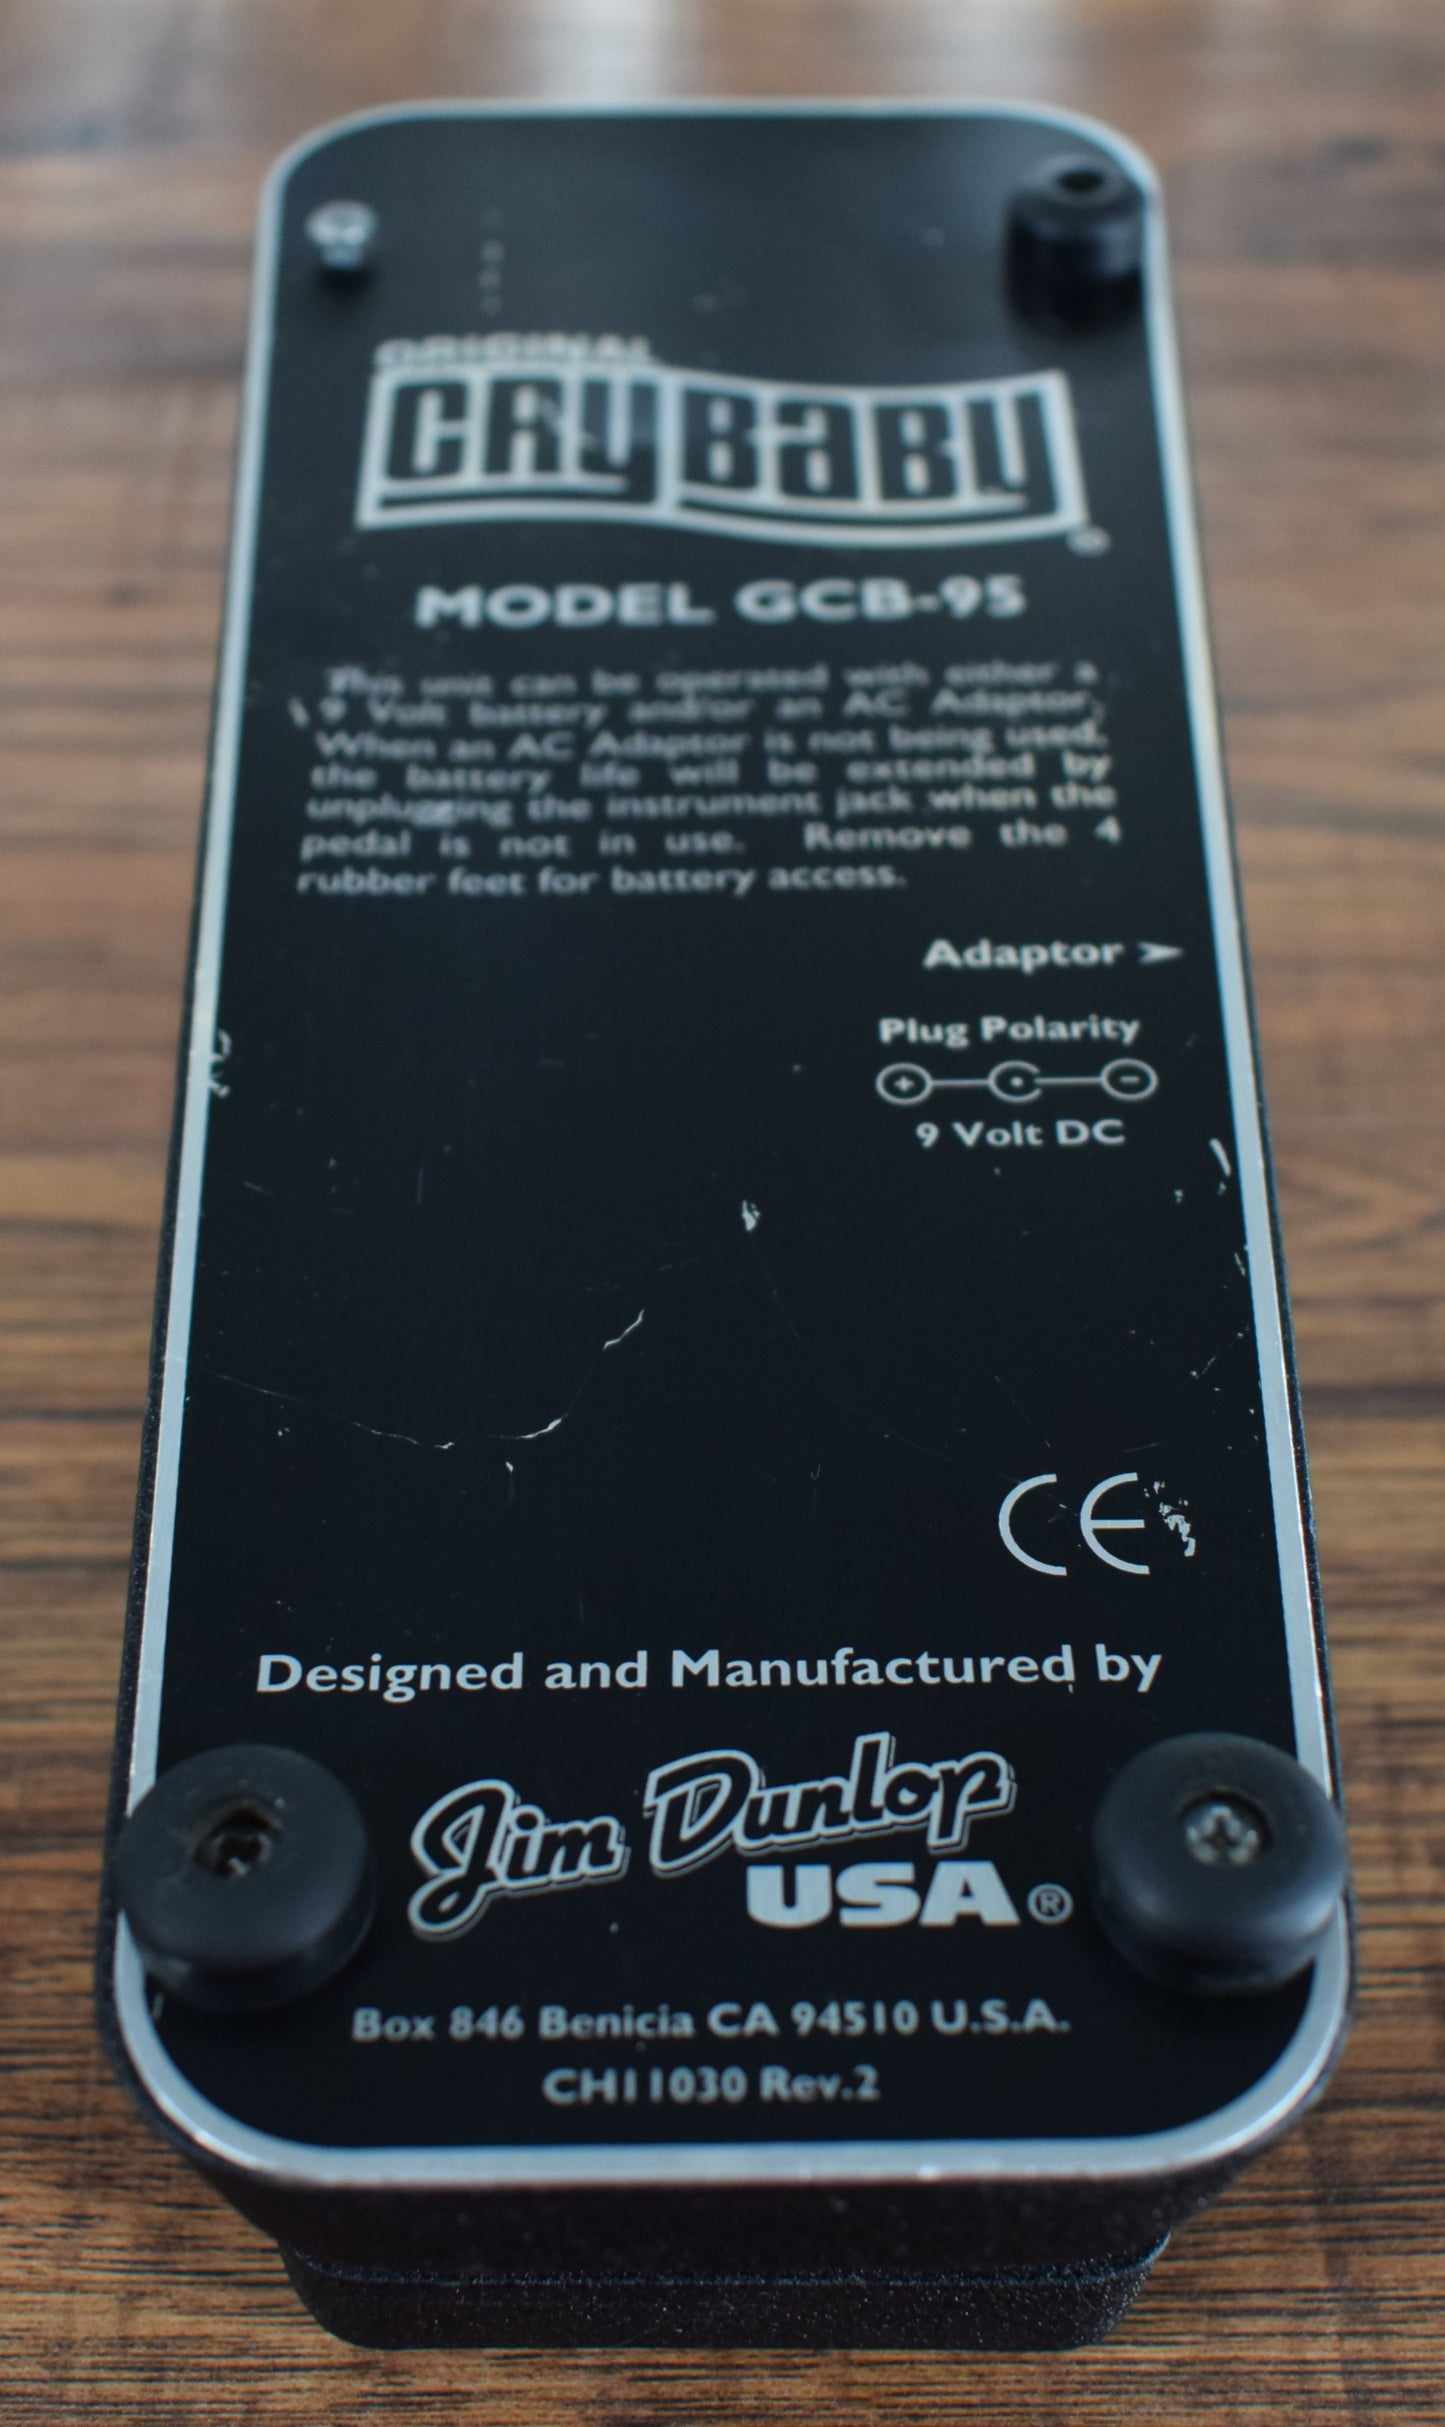 ORIGINAL
CRYBABY
MODEL GCB-95
This unit can be operated with either a
9 Volt battery and/or an AC Adaptor.
When an AC Adaptor is not being used,
the battery life will be extended by
unplugging the instrument jack when the
pedal is not in use. Remove the 4
rubber feet for battery access.
Adaptor ➤
Plug Polarity
+ -
9 Volt DC
CE
Designed and Manufactured by
Jim Dunlop
USA®
Box 846 Benicia CA 94510 U.S.A.
CH11030 Rev.2